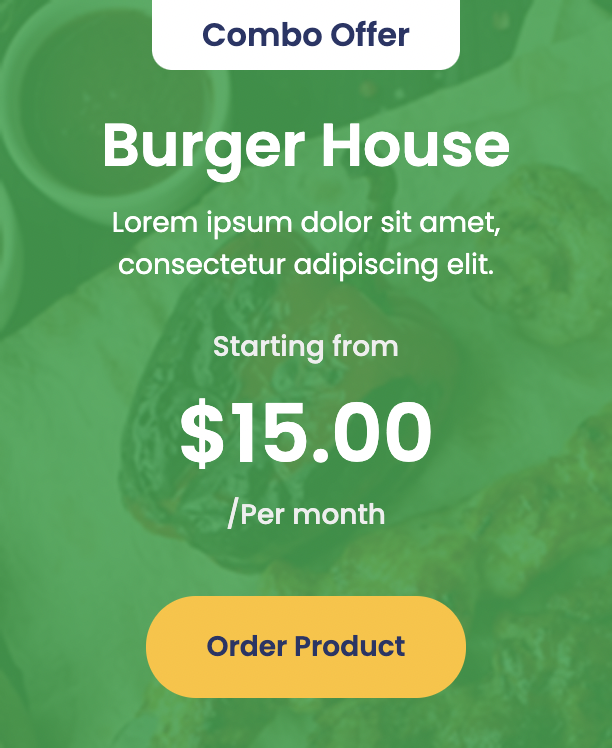 Combo Offer
Burger House
Lorem ipsum dolor sit amet,
consectetur adipiscing elit.
Starting from
$15.00
/Per month
Order Product